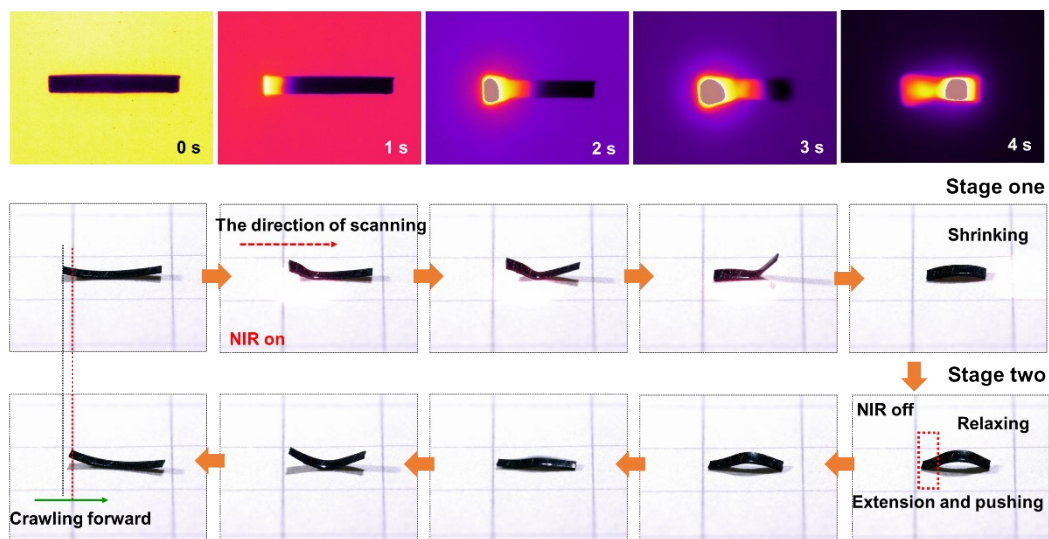 0 s
1 s
2 s
3 s
4 s
Stage one
The direction of scanning
Shrinking
NIR on
Stage two
NIR off
Relaxing
Extension and pushing
Crawling forward